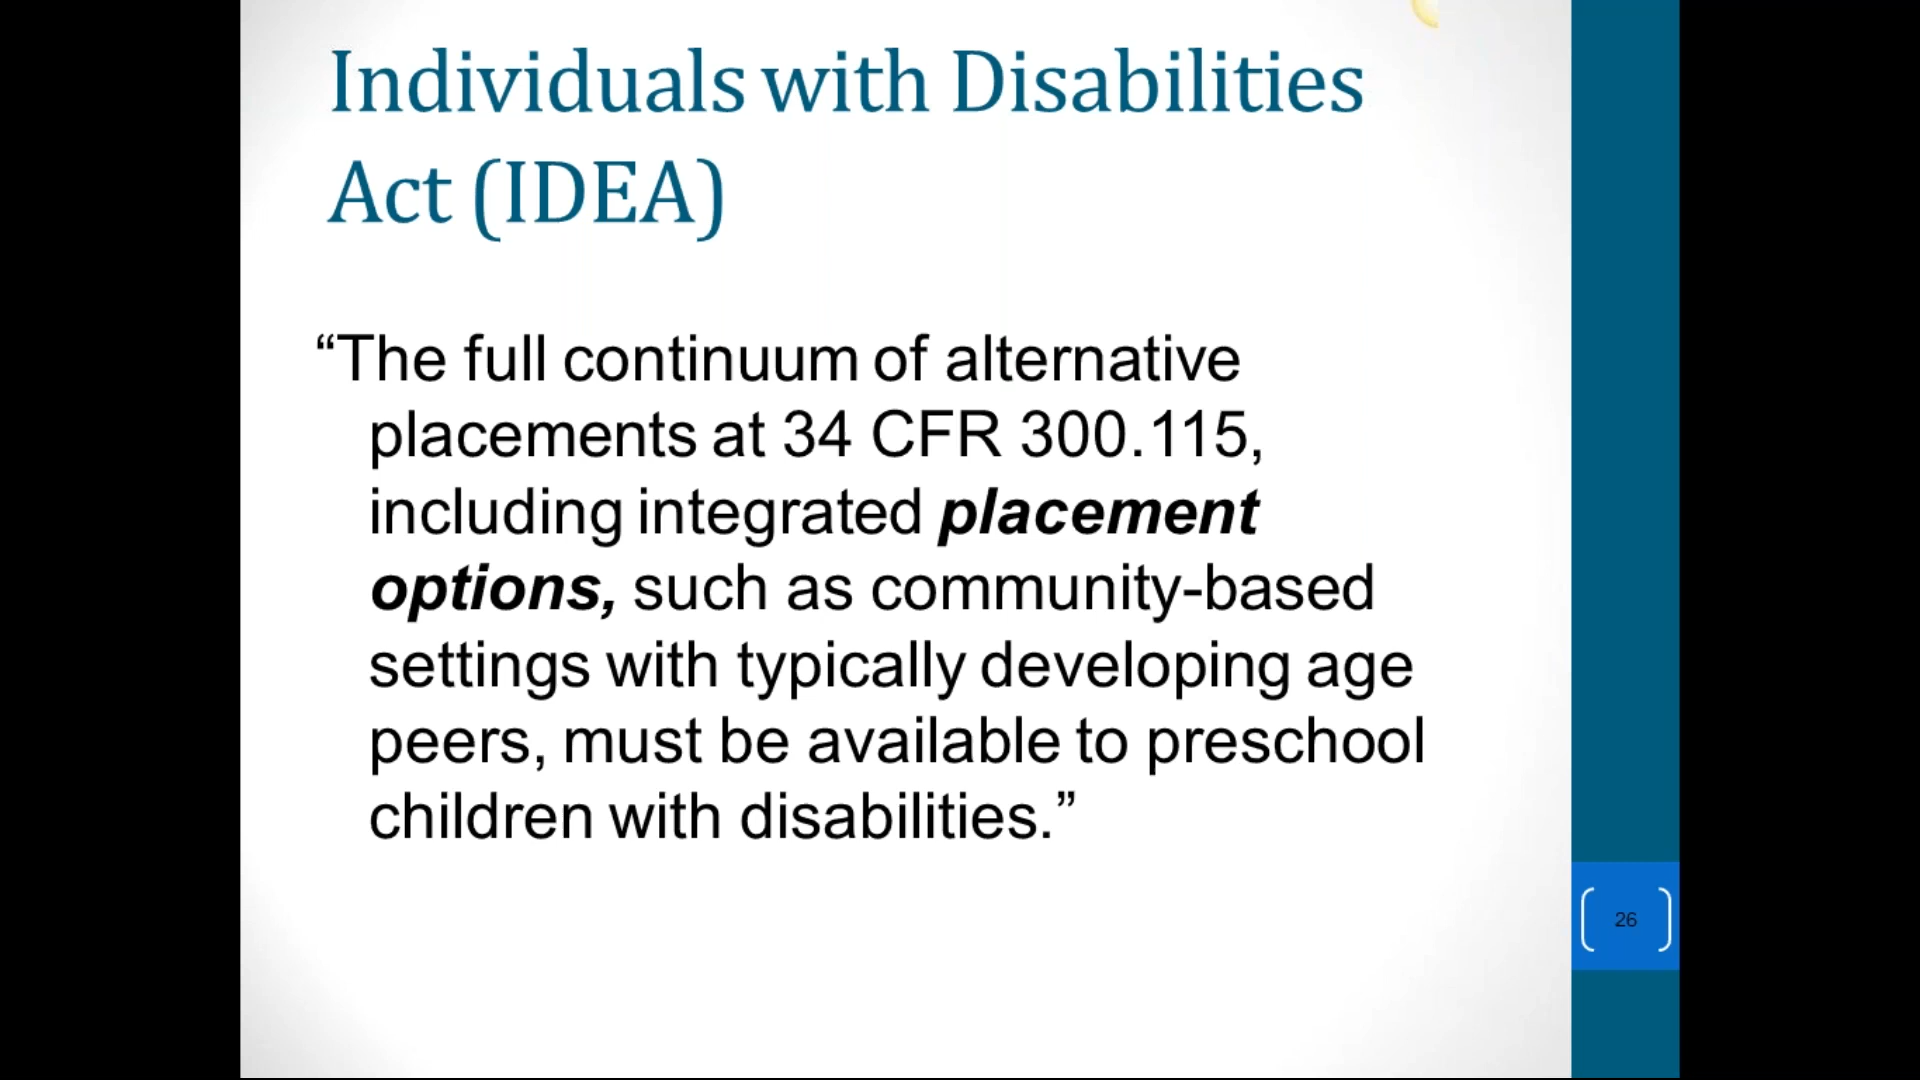 Individuals with Disabilities
Act (IDEA)
“The full continuum of alternative
placements at 34 CFR 300.115,
including integrated placement
options, such as community-based
settings with typically developing age
peers, must be available to preschool
children with disabilities.”
26